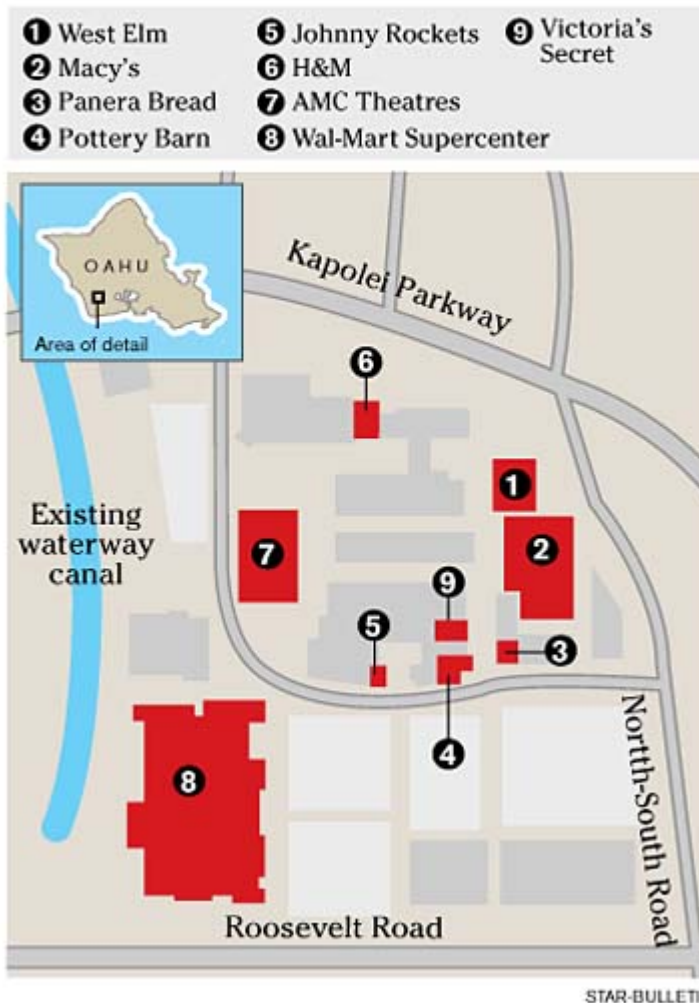 1 West Elm
2 Macy's
3 Panera Bread
4 Pottery Barn
5 Johnny Rockets
6 H&M
7 AMC Theatres
8 Wal-Mart Supercenter
9 Victoria's
Secret
OAHU
Area of detail
Kapolei Parkway
6
1
Existing
waterway
canal
7
2
9
5
3
4
8
Nortth-South Road
Roosevelt Road
STAR-BULLETI